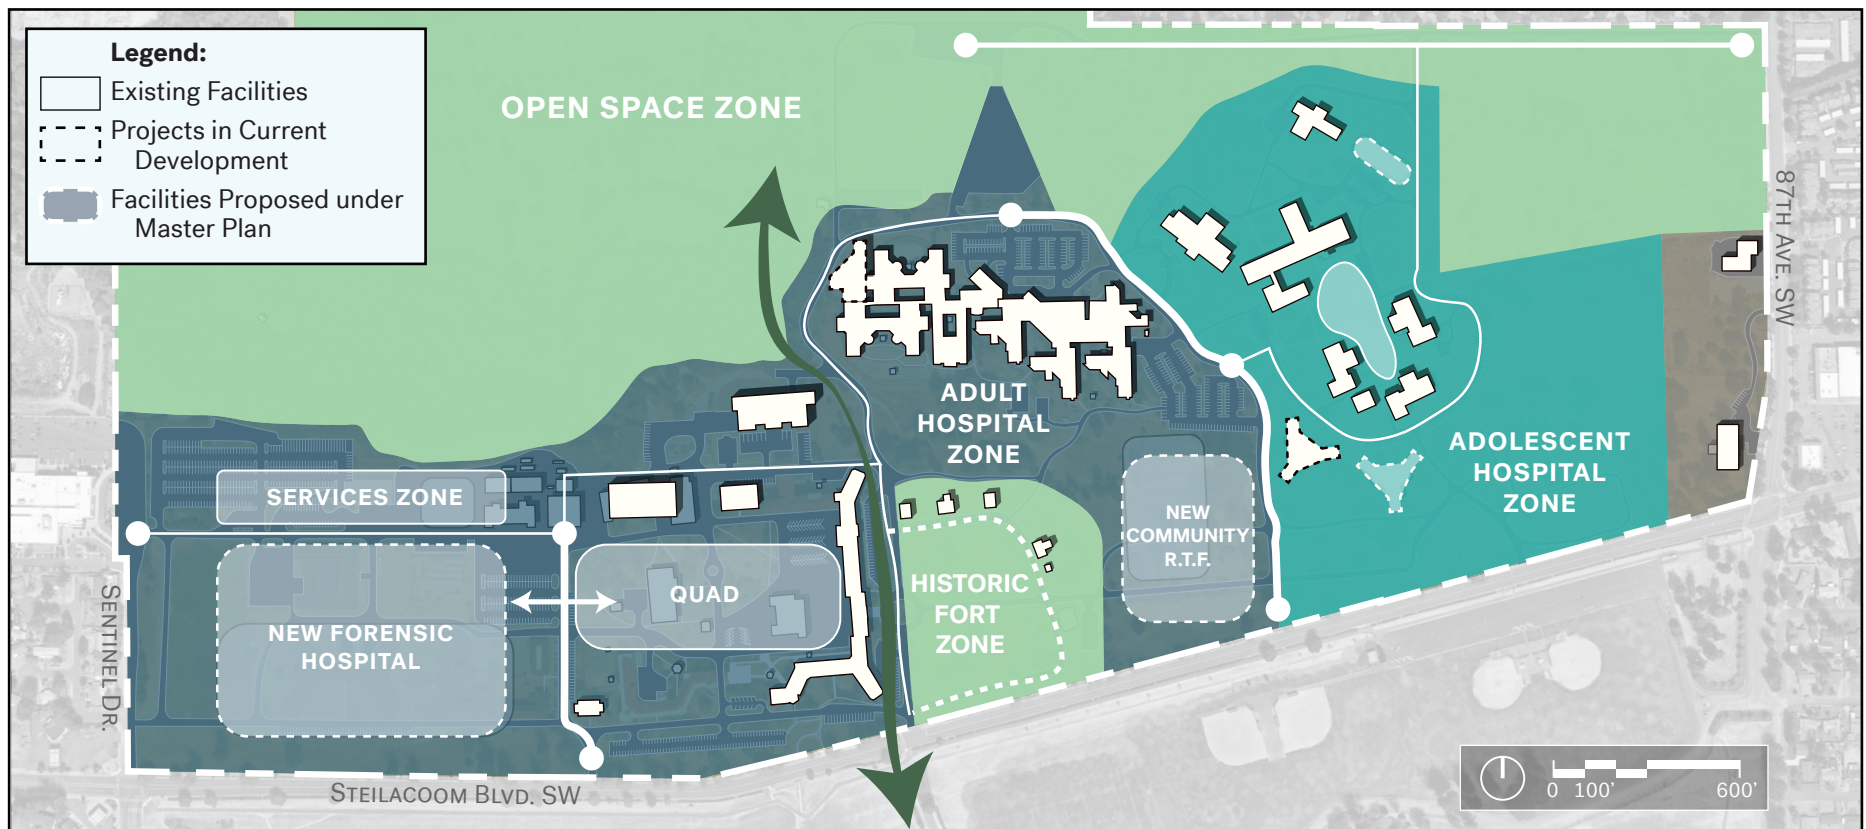 Legend:
Existing Facilities
Projects in Current
Development
Facilities Proposed under
Master Plan
OPEN SPACE ZONE
87TH AVE. SW
ADULT
HOSPITAL
ZONE
ADOLESCENT
HOSPITAL
ZONE
SERVICES ZONE
NEW
COMMUNITY
R.T.F.
QUAD
HISTORIC
FORT
ZONE
NEW FORENSIC
HOSPITAL
SENTINEL DR.
STEILACOOM BLVD. SW
0 100' 600'